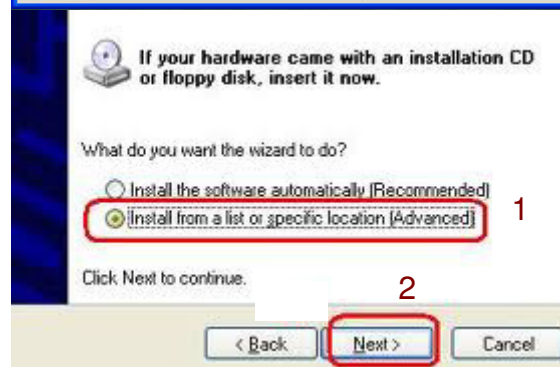 If your hardware came with an installation CD
or floppy disk, insert it now.
What do you want the wizard to do?
Install the software automatically (Recommended)
Install from a list or specific location (Advanced)
1
Click Next to continue.
2
< Back Next > Cancel